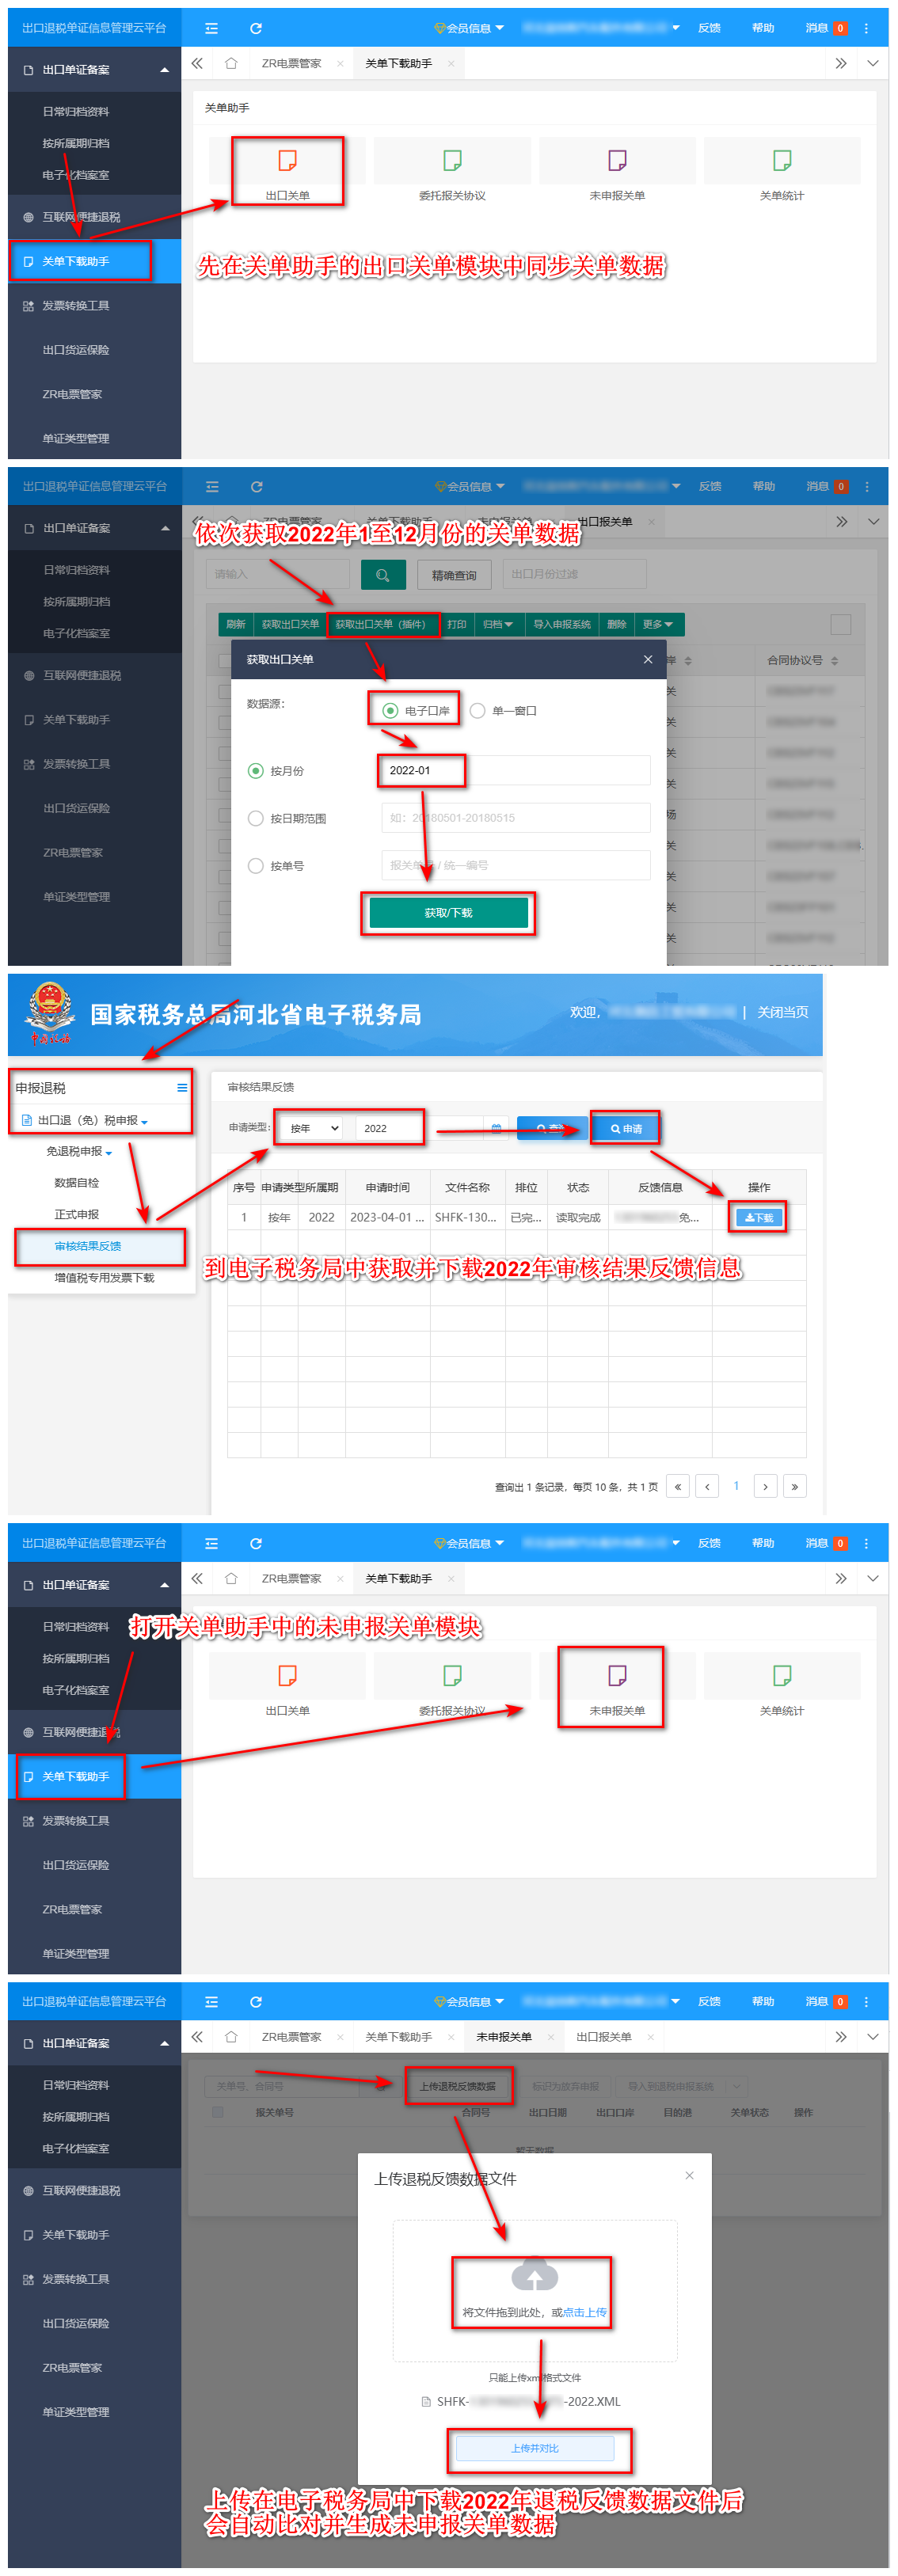 出口退税单证信息管理云平台
会员信息
反馈
帮助
消息 0
出口单证备案
日常归档资料
按所属期归档
电子化档案室
互联网便捷退税
关单下载助手
发票转换工具
出口货运保险
ZR电票管家
单证类型管理
ZR电票管家 ×
关单下载助手 ×
关单助手
出口关单
委托报关协议
未申报关单
关单统计
先在关单助手的出口关单模块中同步关单数据
出口退税单证信息管理云平台
会员信息
反馈
帮助
消息 0
出口单证备案
日常归档资料
按所属期归档
电子化档案室
互联网便捷退税
关单下载助手
发票转换工具
出口货运保险
ZR电票管家
单证类型管理
出口报关单 ×
依次获取2022年1至12月份的关单数据
请输入
精确查询
出口月份过滤
刷新
获取出口关单
获取出口关单（插件）
打印
归档
导入申报系统
删除
更多
合同协议号
获取出口关单 ×
数据源:
电子口岸
单一窗口
按月份
2022-01
按日期范围
如：20180501-20180515
按单号
报关单号 / 统一编号
获取/下载
国家税务总局河北省电子税务局
欢迎,
| 关闭当页
申报退税
出口退（免）税申报
免退税申报
数据自检
正式申报
审核结果反馈
增值税专用发票下载
审核结果反馈
申请类型:
按年
2022
查询
申请
序号 申请类型 所属期 申请时间 文件名称 排位 状态 反馈信息 操作
1 按年 2022 2023-04-01 ... SHFK-130... 已完... 读取完成 免... 下载
到电子税务局中获取并下载2022年审核结果反馈信息
查询出 1 条记录，每页 10 条，共 1 页 « ‹ 1 › »
出口退税单证信息管理云平台
会员信息
反馈
帮助
消息 0
出口单证备案
日常归档资料
按所属期归档
电子化档案室
互联网便捷退税
关单下载助手
发票转换工具
出口货运保险
ZR电票管家
单证类型管理
ZR电票管家 ×
关单下载助手 ×
打开关单助手中的未申报关单模块
出口关单
委托报关协议
未申报关单
关单统计
出口退税单证信息管理云平台
会员信息
反馈
帮助
消息 0
出口单证备案
日常归档资料
按所属期归档
电子化档案室
互联网便捷退税
关单下载助手
发票转换工具
出口货运保险
ZR电票管家
单证类型管理
ZR电票管家 ×
关单下载助手 ×
未申报关单 ×
出口报关单 ×
关单号、合同号
上传退税反馈数据
标识为放弃申报
导入到退税申报系统
报关单号 合同号 出口日期 出口口岸 目的港 关单状态 操作
暂无数据
上传退税反馈数据文件 ×
将文件拖到此处，或点击上传
只能上传xml格式文件
SHFK-
-2022.XML
上传并对比
上传在电子税务局中下载2022年退税反馈数据文件后
会自动比对并生成未申报关单数据